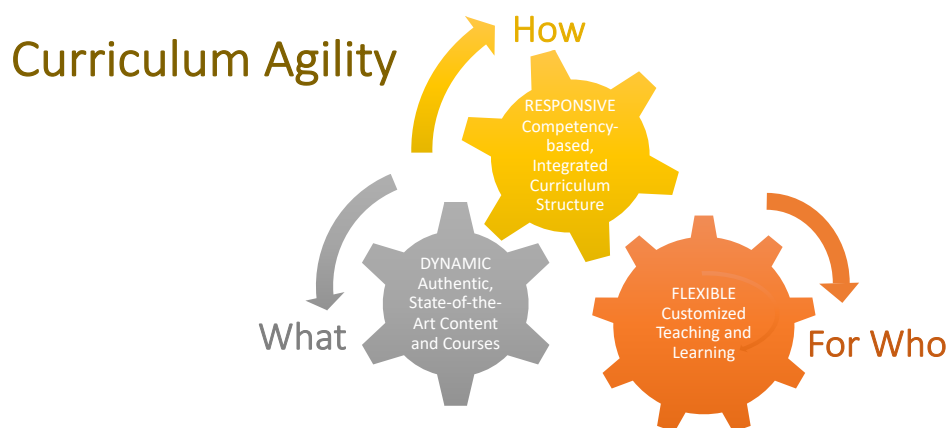 Curriculum Agility
How
RESPONSIVE
Competency-
based,
Integrated
Curriculum
Structure
DYNAMIC
Authentic,
State-of-the-
Art Content
and Courses
What
FLEXIBLE
Customized
Teaching and
Learning
For Who